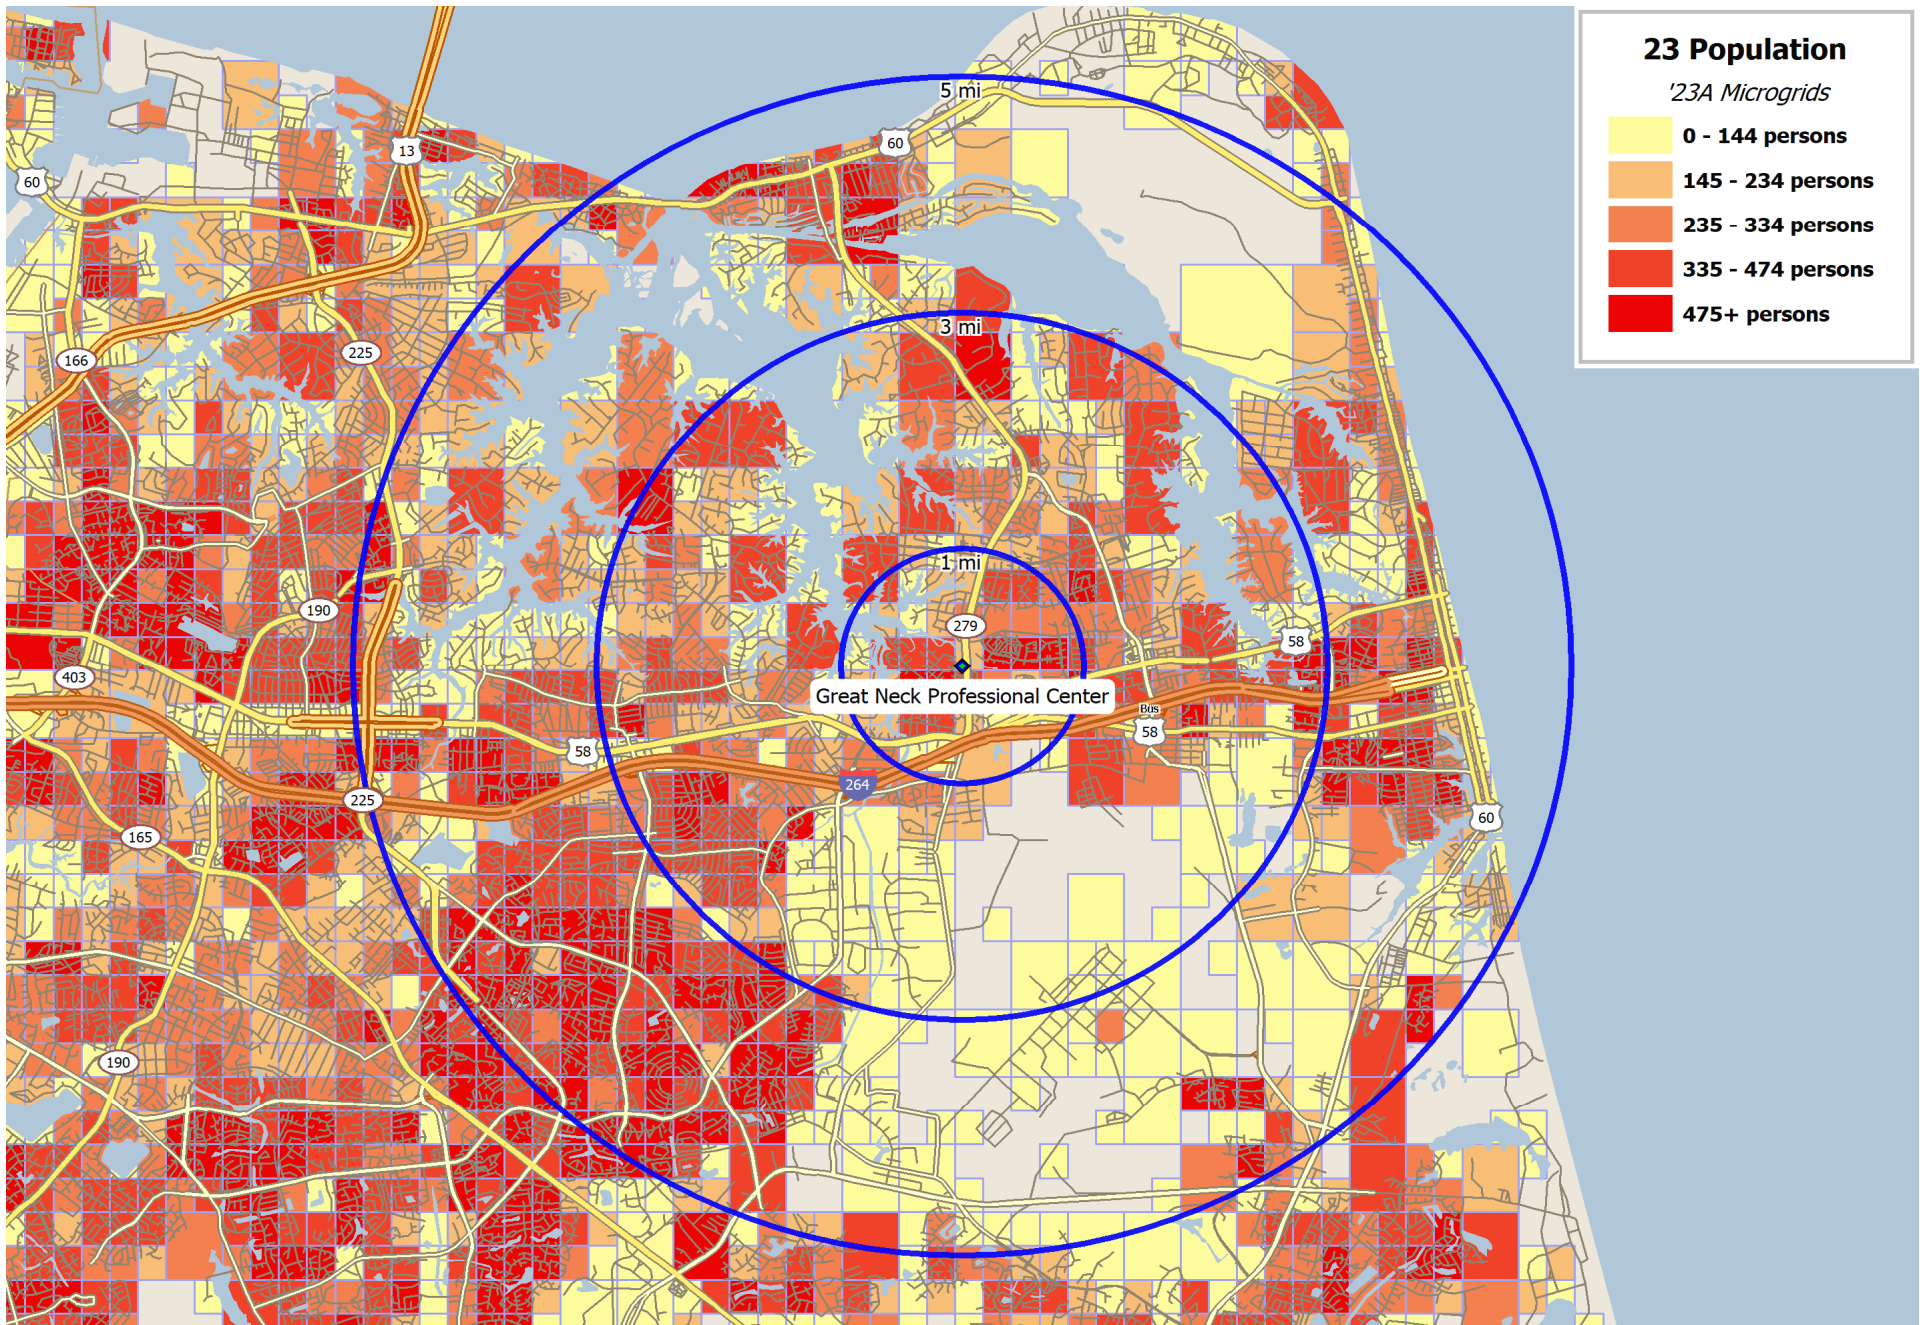 23 Population
'23A Microgrids
0 - 144 persons
145 - 234 persons
235 - 334 persons
335 - 474 persons
475+ persons
5 mi
60
13
60
3 mi
225
166
1 mi
190
279
58
403
Great Neck Professional Center
Bus
58
58
264
225
60
165
190